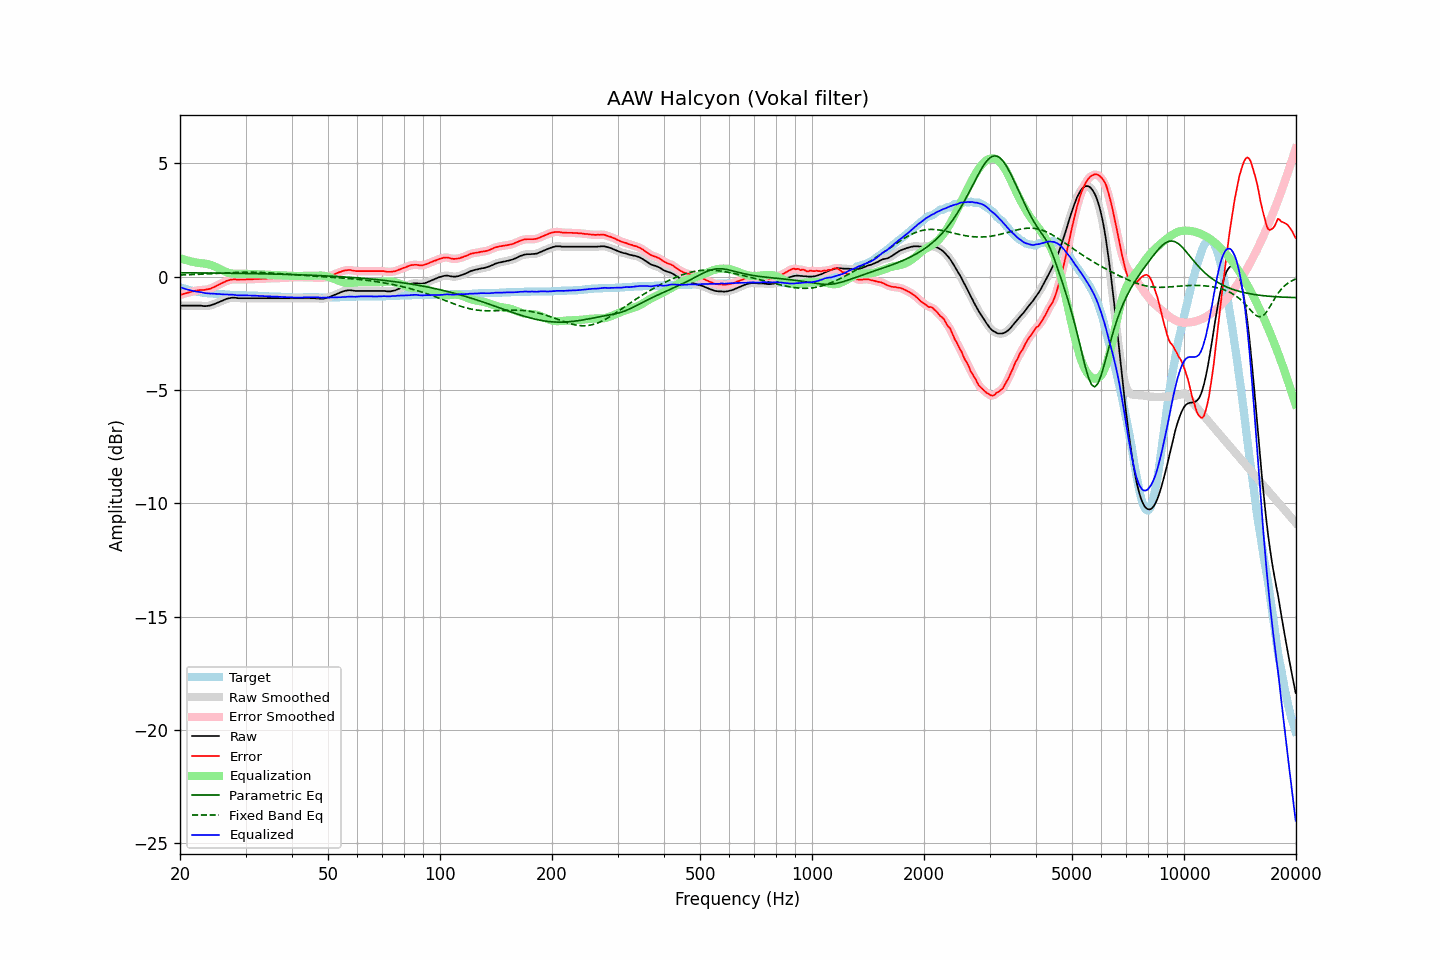 AAW Halcyon (Vokal filter)
Amplitude (dBr)
5
0
−5
−10
−15
−20
−25
Target
Raw Smoothed
Error Smoothed
Raw
Error
Equalization
Parametric Eq
Fixed Band Eq
Equalized
20 50 100 200 500 1000 2000 5000 10000 20000
Frequency (Hz)